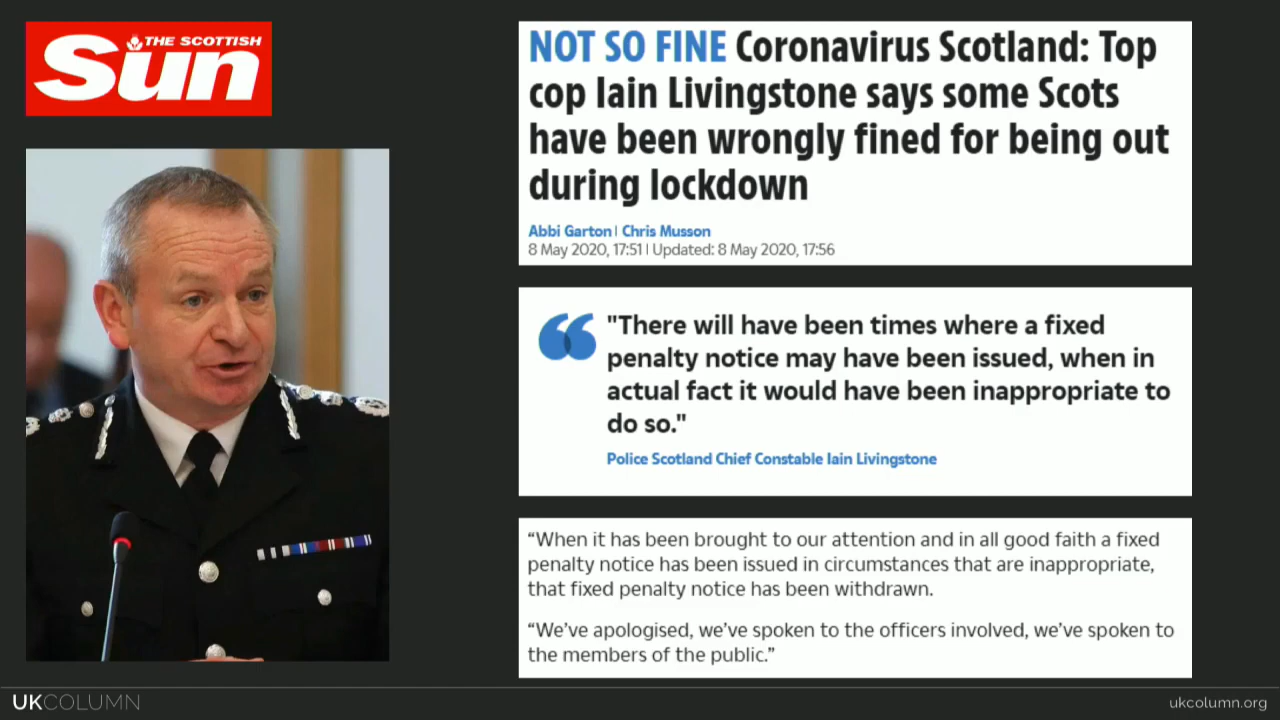 THE SCOTTISH
Sun
NOT SO FINE Coronavirus Scotland: Top
cop Iain Livingstone says some Scots
have been wrongly fined for being out
during lockdown
Abbi Garton | Chris Musson
8 May 2020, 17:51 | Updated: 8 May 2020, 17:56
"There will have been times where a fixed
penalty notice may have been issued, when in
actual fact it would have been inappropriate to
do so."
Police Scotland Chief Constable Iain Livingstone
“When it has been brought to our attention and in all good faith a fixed
penalty notice has been issued in circumstances that are inappropriate,
that fixed penalty notice has been withdrawn.
“We’ve apologised, we’ve spoken to the officers involved, we’ve spoken to
the members of the public.”
UKCOLUMN
ukcolumn.org